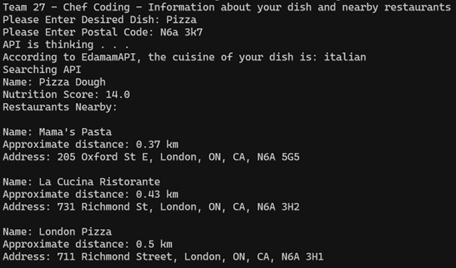 Team 27 - Chef Coding - Information about your dish and nearby restaurants
Please Enter Desired Dish: Pizza
Please Enter Postal Code: N6a 3k7
API is thinking . . .
According to EdamamAPI, the cuisine of your dish is: italian
Searching API
Name: Pizza Dough
Nutrition Score: 14.0
Restaurants Nearby:
Name: Mama's Pasta
Approximate distance: 0.37 km
Address: 205 Oxford St E, London, ON, CA, N6A 5G5
Name: La Cucina Ristorante
Approximate distance: 0.43 km
Address: 731 Richmond St, London, ON, CA, N6A 3H2
Name: London Pizza
Approximate distance: 0.5 km
Address: 711 Richmond Street, London, ON, CA, N6A 3H1